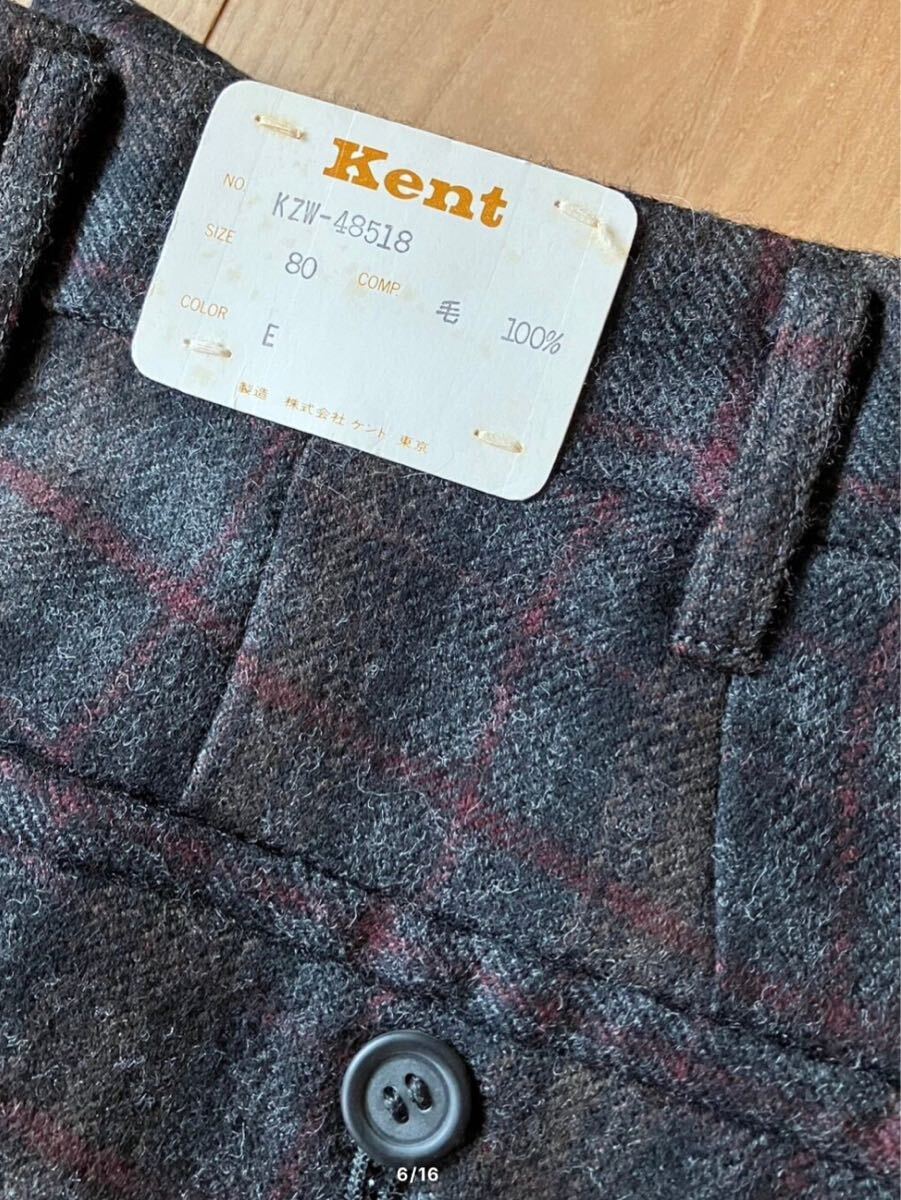 Kent
NO. KZW-48518
SIZE 80 COMP. 毛 100%
COLOR E
製造 株式会社ケント 東京
6/16